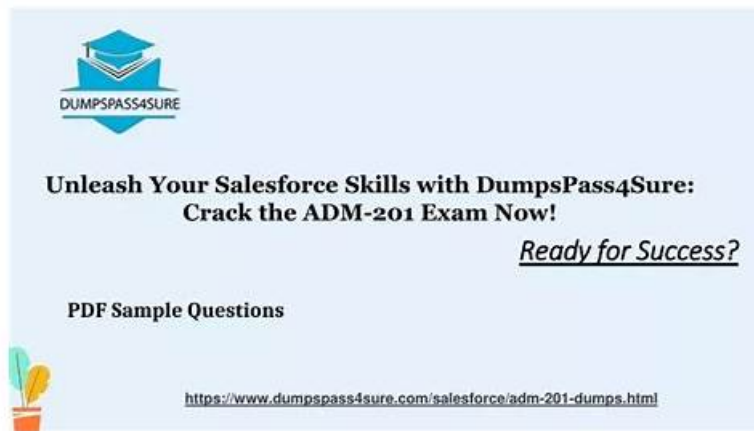 DUMPSPASS4SURE
Unleash Your Salesforce Skills with DumpsPass4Sure:
Crack the ADM-201 Exam Now!
Ready for Success?
PDF Sample Questions
https://www.dumpspass4sure.com/salesforce/adm-201-dumps.html